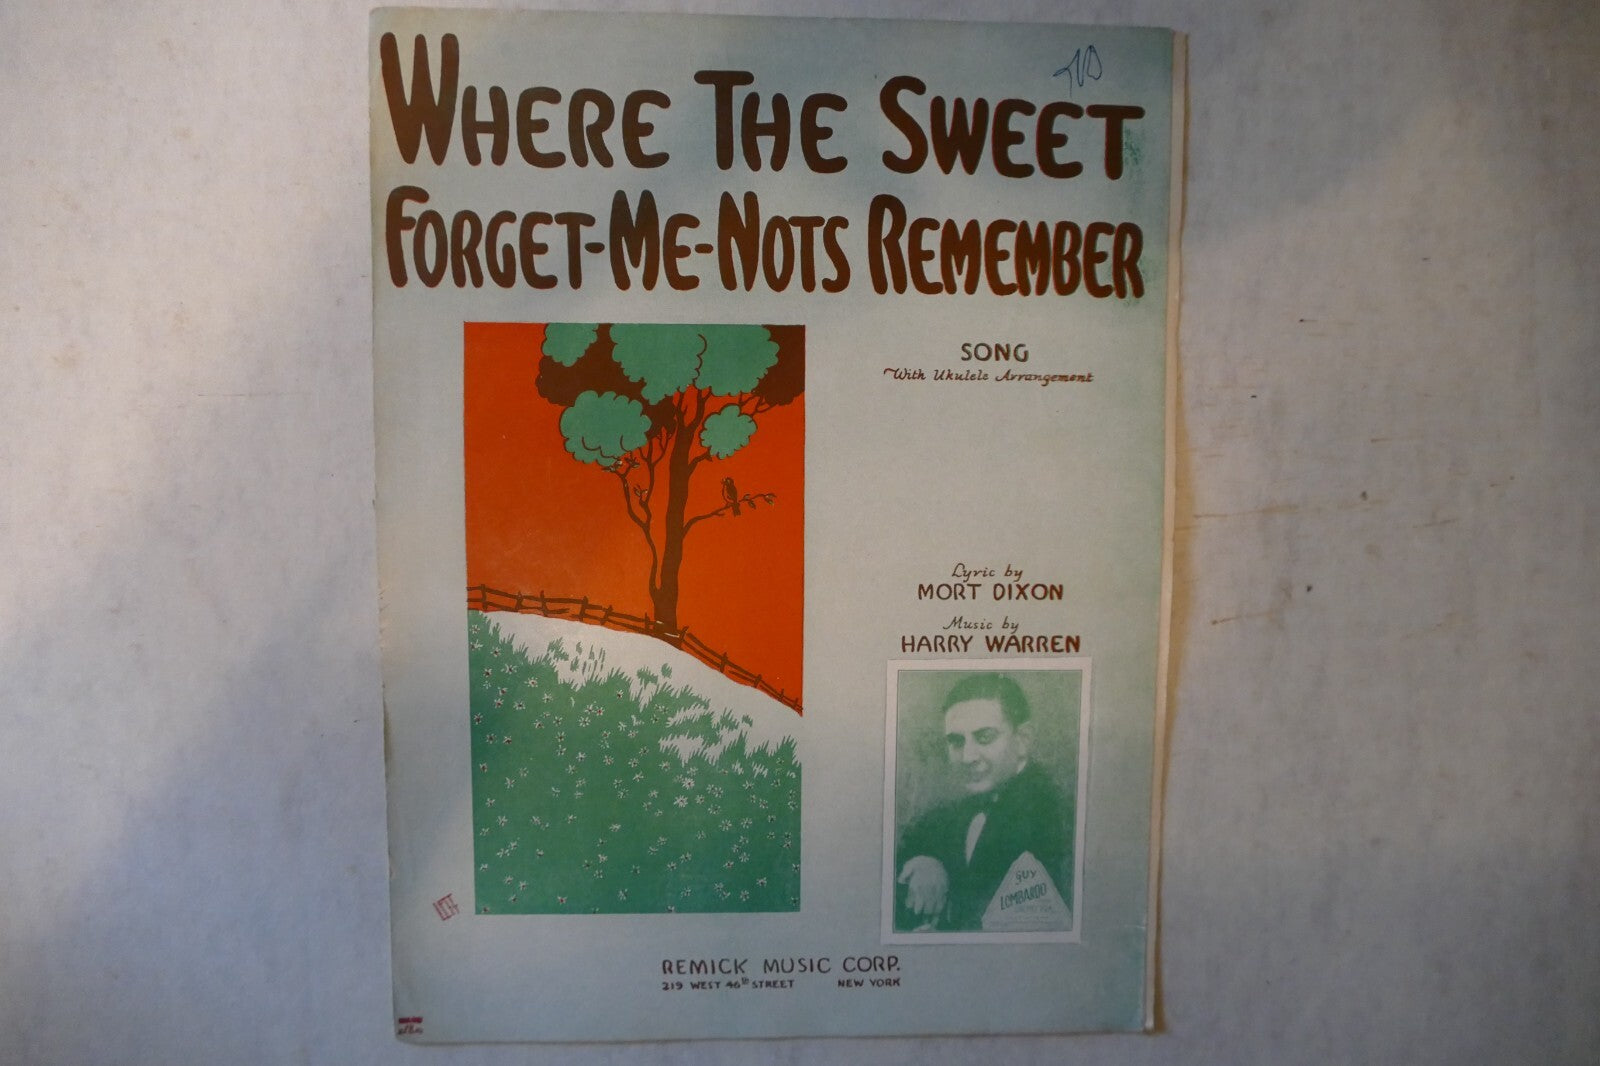 WHERE THE SWEET
FORGET-ME-NOTS REMEMBER
SONG
With Ukulele Arrangement
Lyric by
MORT DIXON
Music by
HARRY WARREN
GUY
LOMBARDO
REMICK MUSIC CORP.
219 WEST 46th STREET NEW YORK